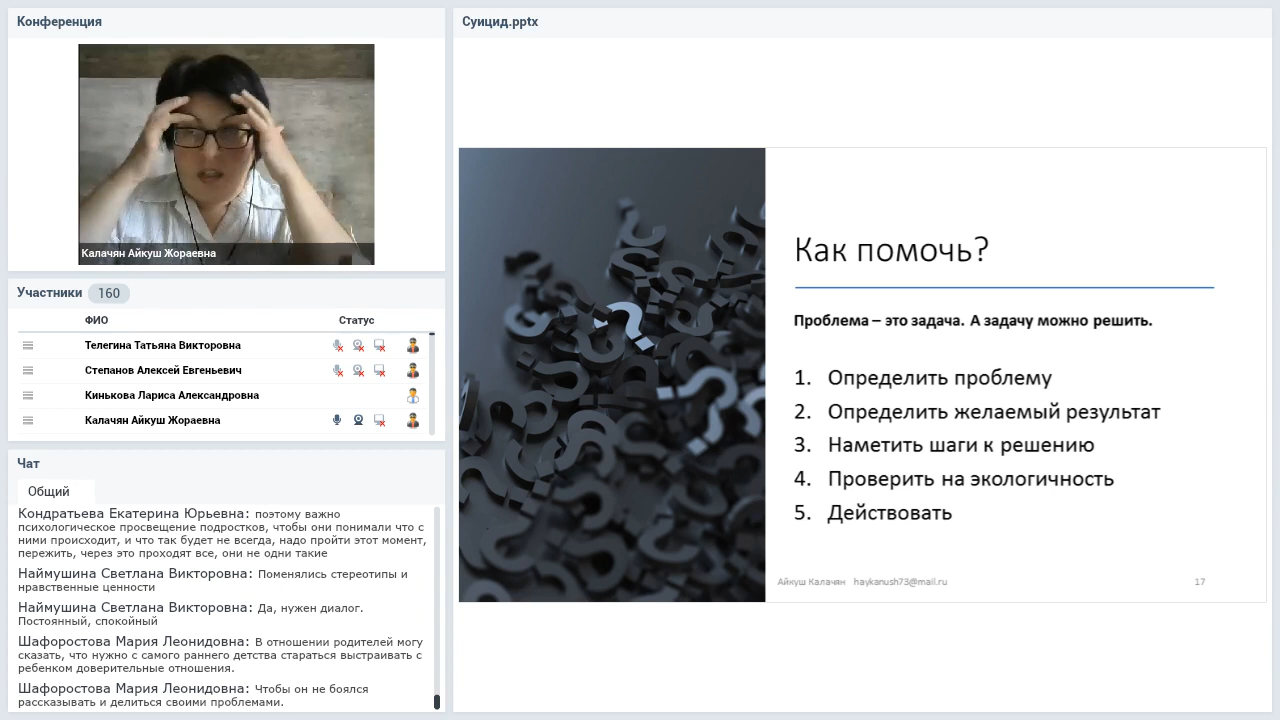 Конференция
Калачян Айкуш Жораевна
Участники 160
ФИО Статус
Телегина Татьяна Викторовна
Степанов Алексей Евгеньевич
Кинькова Лариса Александровна
Калачян Айкуш Жораевна
Чат
Общий
Кондратьева Екатерина Юрьевна: поэтому важно
психологическое просвещение подростков, чтобы они понимали что с
ними происходит, и что так будет не всегда, надо пройти этот момент,
пережить, через это проходят все, они не одни такие
Наймушина Светлана Викторовна: Поменялись стереотипы и
нравственные ценности
Наймушина Светлана Викторовна: Да, нужен диалог.
Постоянный, спокойный
Шафоростова Мария Леонидовна: В отношении родителей могу
сказать, что нужно с самого раннего детства стараться выстраивать с
ребенком доверительные отношения.
Шафоростова Мария Леонидовна: Чтобы он не боялся
рассказывать и делиться своими проблемами.
Суицид.pptx
Как помочь?
Проблема – это задача. А задачу можно решить.
1. Определить проблему
2. Определить желаемый результат
3. Наметить шаги к решению
4. Проверить на экологичность
5. Действовать
Айкуш Калачян haykanush73@mail.ru 17